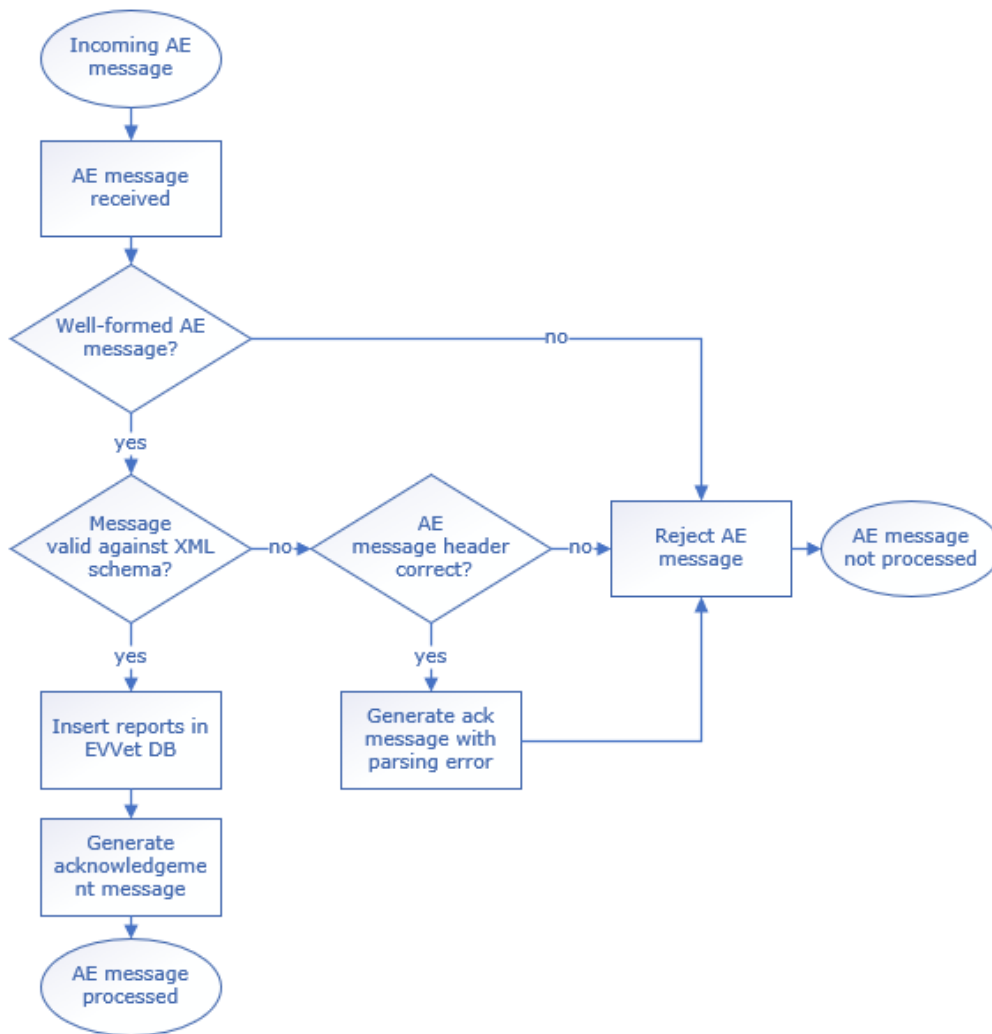 Incoming AE
message
AE message
received
Well-formed AE
message?
no
yes
Message
valid against XML
schema?
no
AE
message header
correct?
no
Reject AE
message
AE message
not processed
yes
yes
Insert reports in
EVVet DB
Generate ack
message with
parsing error
Generate
acknowledgeme
nt message
AE message
processed